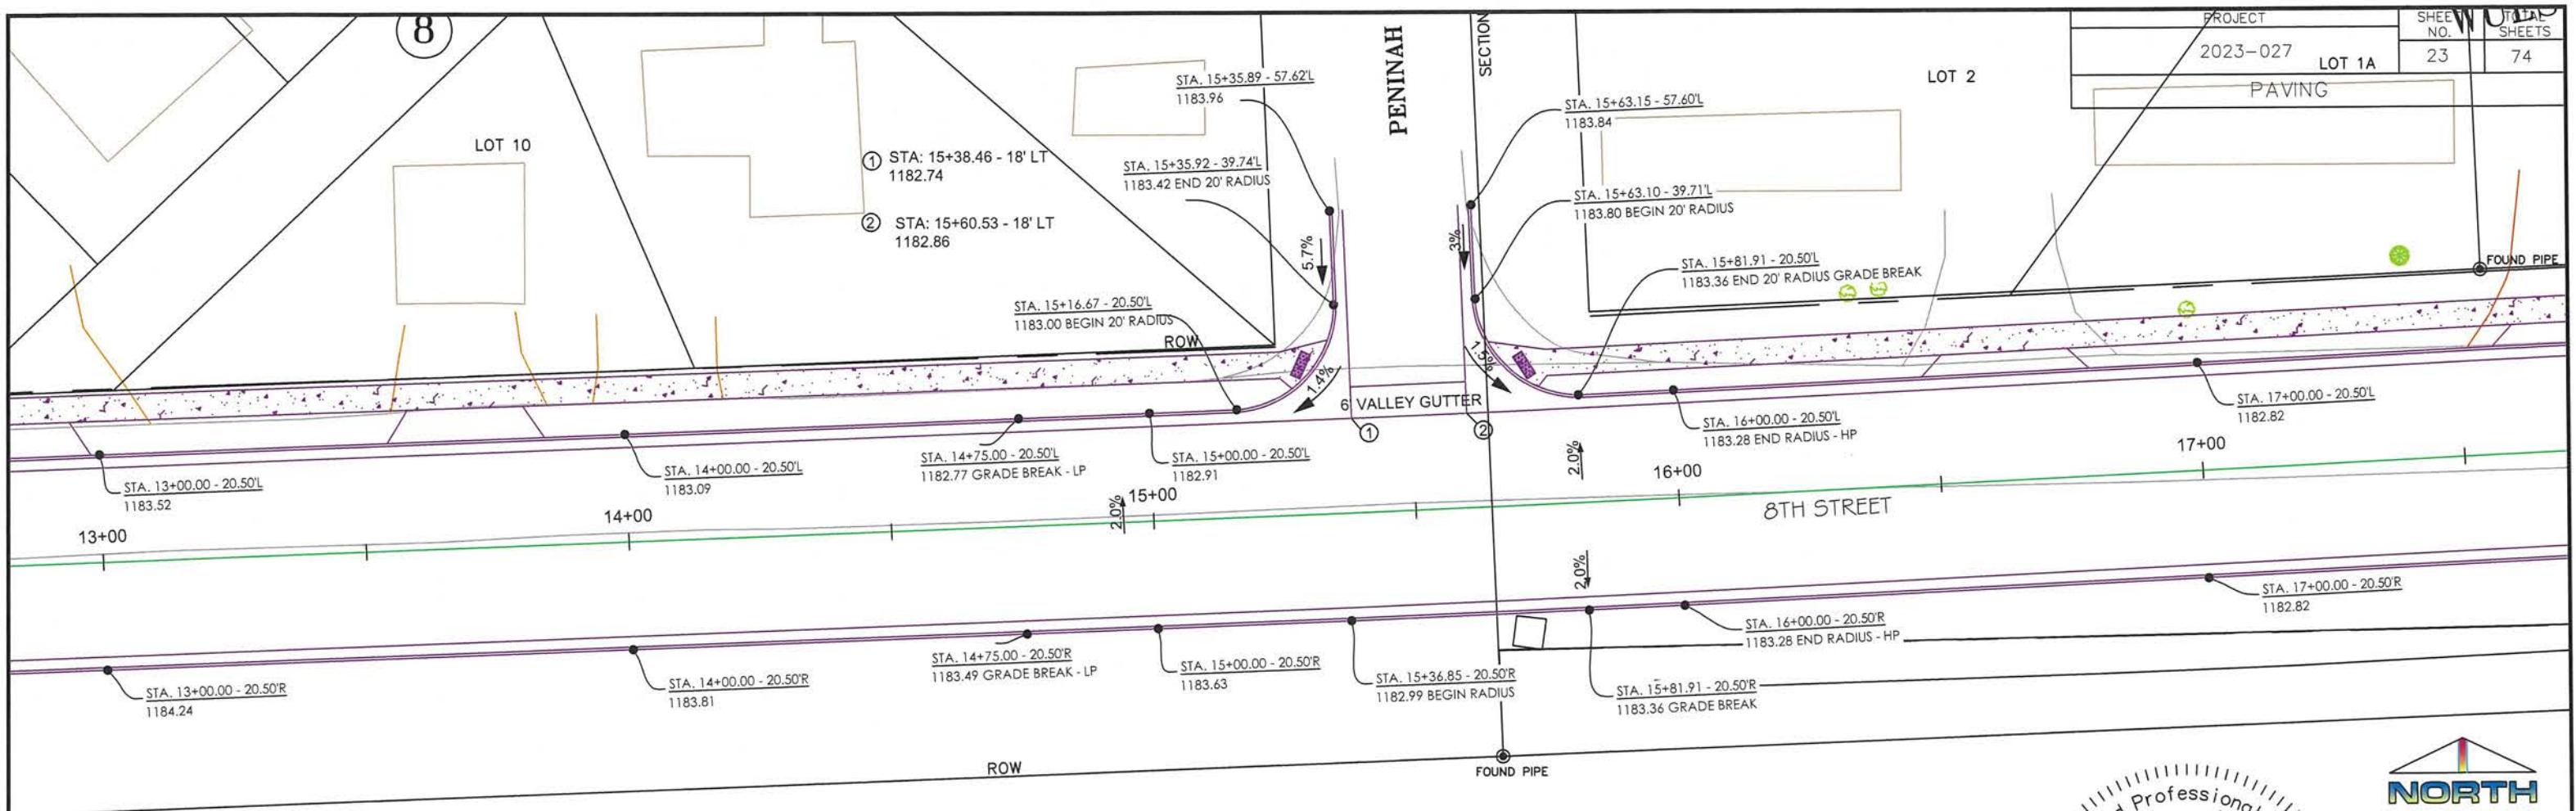 8
PENINAH
SECTION
PROJECT
2023-027
SHEET NO.
23
TOTAL SHEETS
74
PAVING
LOT 1A
LOT 2
LOT 10
STA. 15+35.89 - 57.62'L
1183.96
STA. 15+63.15 - 57.60'L
1183.84
① STA: 15+38.46 - 18' LT
1182.74
② STA: 15+60.53 - 18' LT
1182.86
STA. 15+35.92 - 39.74'L
1183.42 END 20' RADIUS
STA. 15+63.10 - 39.71'L
1183.80 BEGIN 20' RADIUS
5.7%
3%
STA. 15+81.91 - 20.50'L
1183.36 END 20' RADIUS GRADE BREAK
FOUND PIPE
STA. 15+16.67 - 20.50'L
1183.00 BEGIN 20' RADIUS
ROW
1.4%
1.5%
6' VALLEY GUTTER
①
②
STA. 13+00.00 - 20.50'L
1183.52
STA. 14+00.00 - 20.50'L
1183.09
STA. 14+75.00 - 20.50'L
1182.77 GRADE BREAK - LP
STA. 15+00.00 - 20.50'L
1182.91
STA. 16+00.00 - 20.50'L
1183.28 END RADIUS - HP
STA. 17+00.00 - 20.50'L
1182.82
13+00
14+00
15+00
16+00
17+00
2.0%
2.0%
2.0%
8TH STREET
STA. 13+00.00 - 20.50'R
1184.24
STA. 14+00.00 - 20.50'R
1183.81
STA. 14+75.00 - 20.50'R
1183.49 GRADE BREAK - LP
STA. 15+00.00 - 20.50'R
1183.63
STA. 15+36.85 - 20.50'R
1182.99 BEGIN RADIUS
STA. 15+81.91 - 20.50'R
1183.36 GRADE BREAK
STA. 16+00.00 - 20.50'R
1183.28 END RADIUS - HP
STA. 17+00.00 - 20.50'R
1182.82
ROW
FOUND PIPE
Professional
NORTH